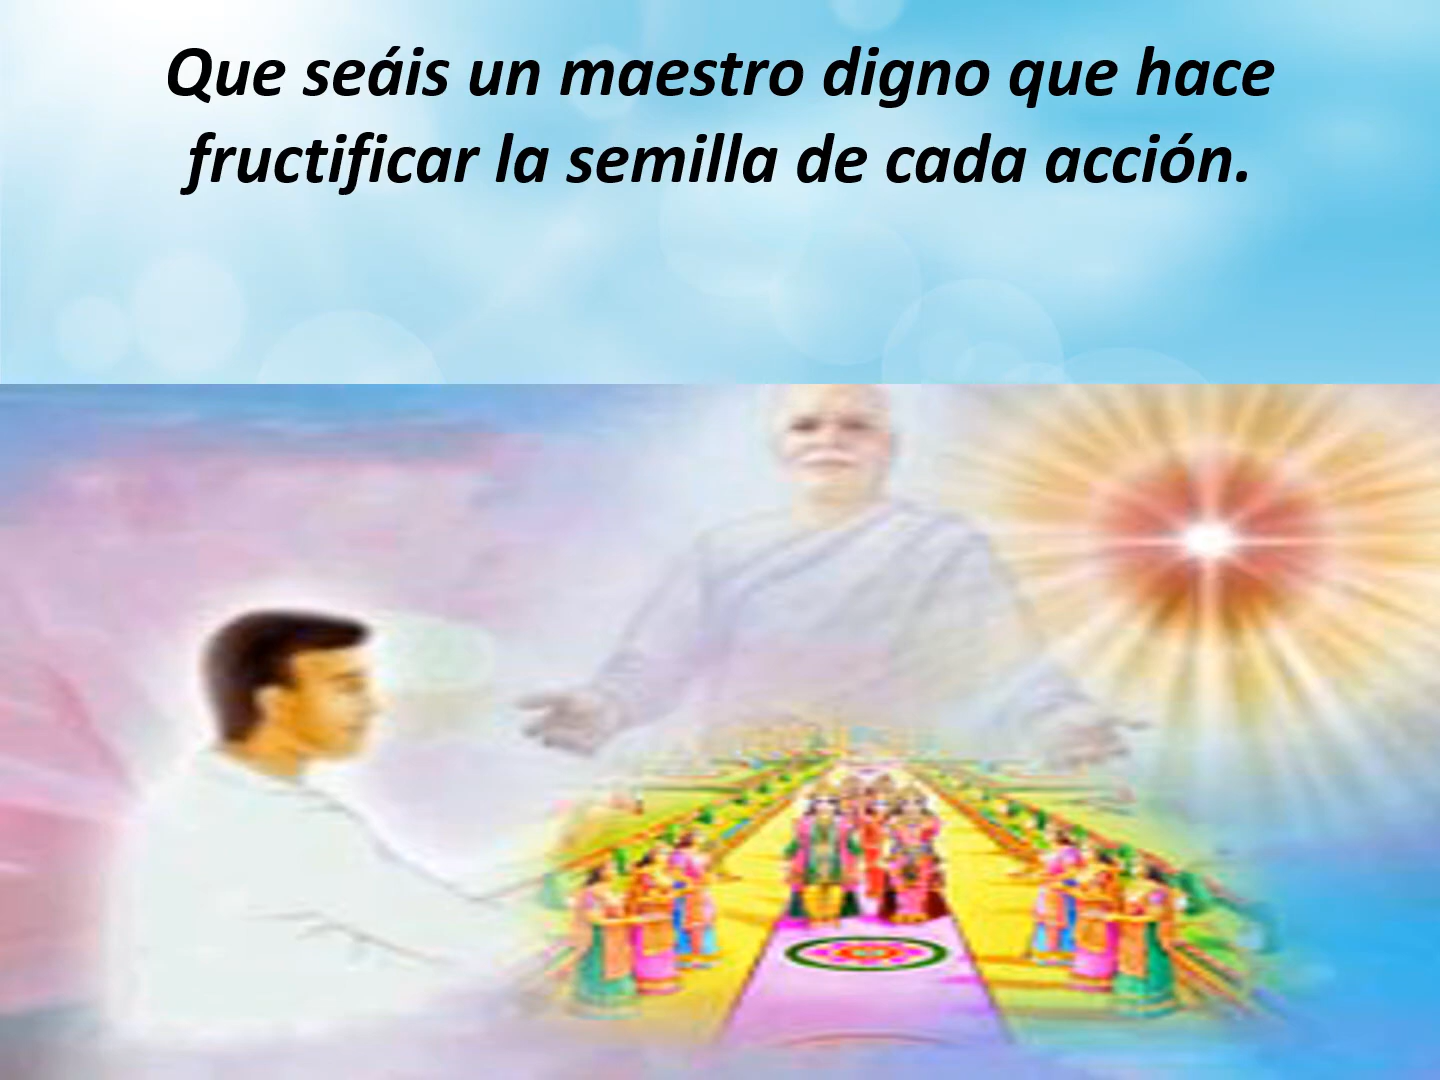 Que seáis un maestro digno que hace
fructificar la semilla de cada acción.